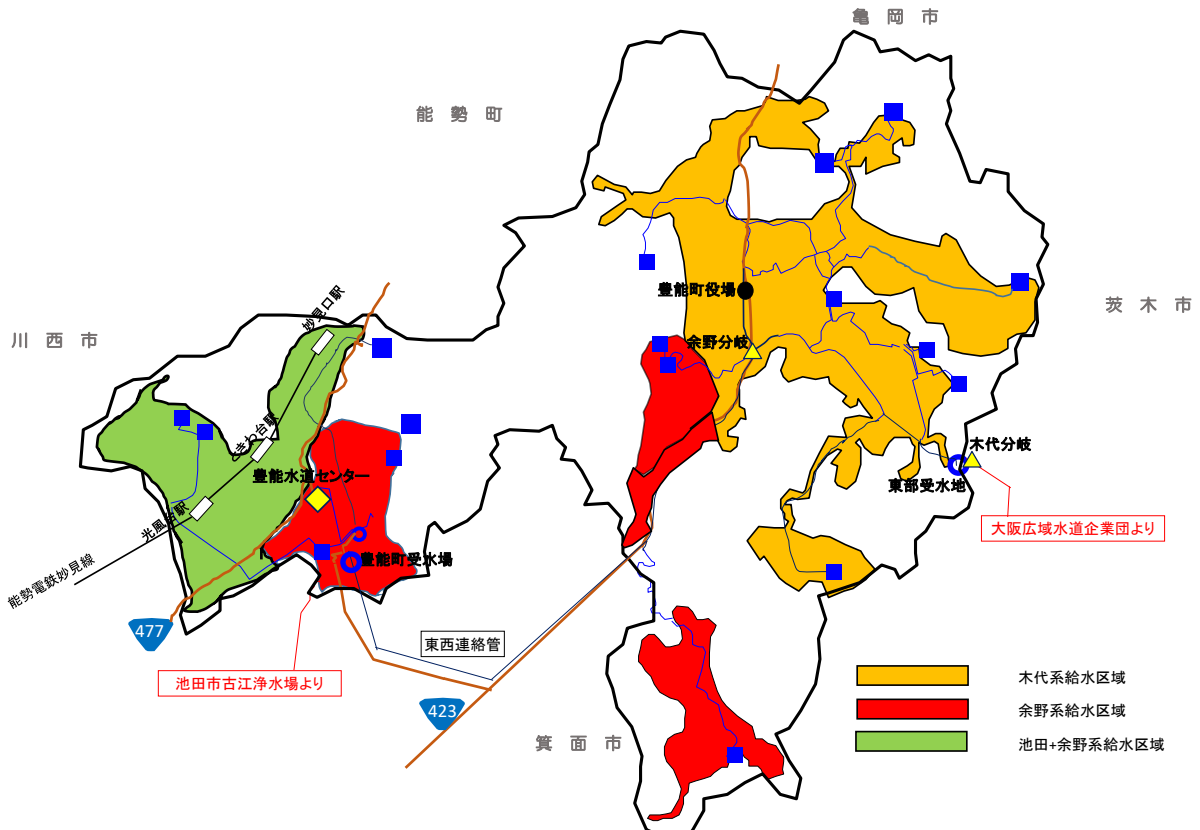 亀岡市
能勢町
茨木市
川西市
妙見口駅
豊能町役場
余野分岐
ときわ台駅
木代分岐
豊能水道センター
東部受水地
光風台駅
大阪広域水道企業団より
豊能町受水場
能勢電鉄妙見線
477
東西連絡管
池田市古江浄水場より
423
箕面市
木代系給水区域
余野系給水区域
池田+余野系給水区域